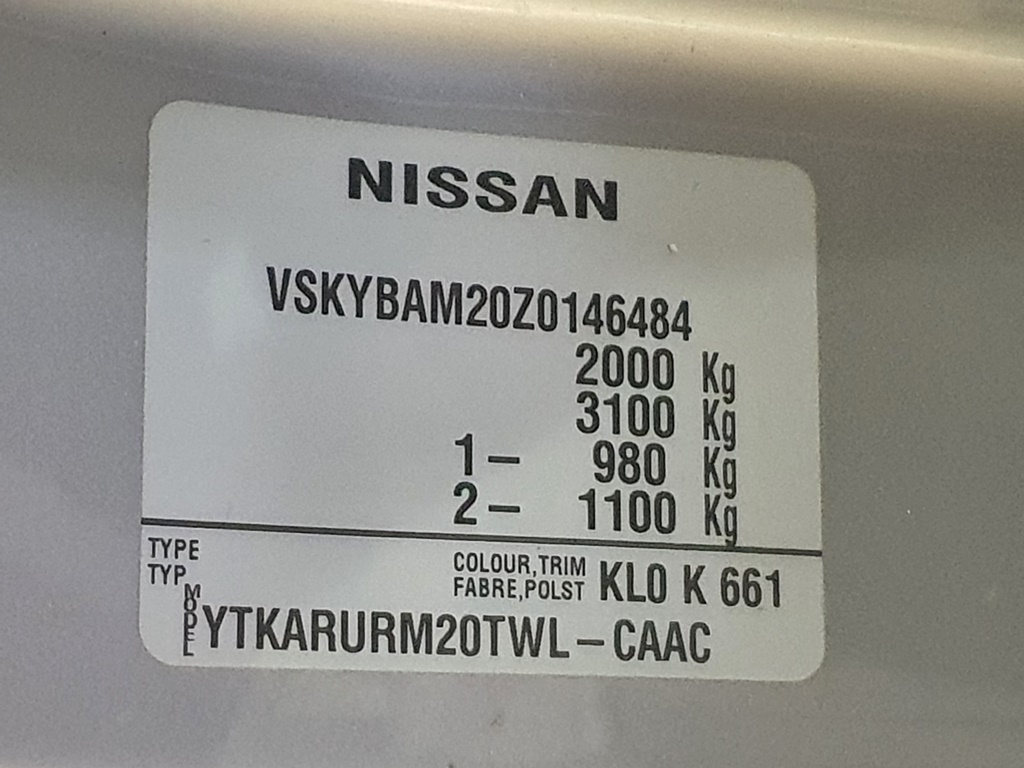 NISSAN
VSKYBAM20Z0146484
2000 Kg
3100 Kg
1– 980 Kg
2– 1100 Kg
TYPE
TYP
COLOUR,TRIM
FABRE,POLST
KL0 K 661
MODEL
YTKARURM20TWL–CAAC